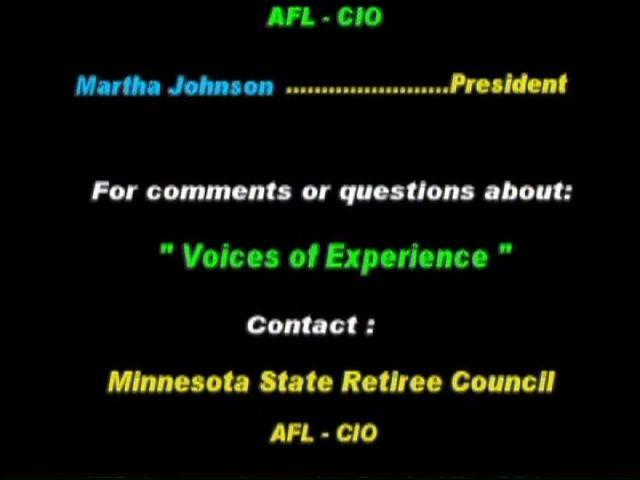 AFL - CIO
Martha Johnson .......................President
For comments or questions about:
" Voices of Experience "
Contact :
Minnesota State Retiree Council
AFL - CIO